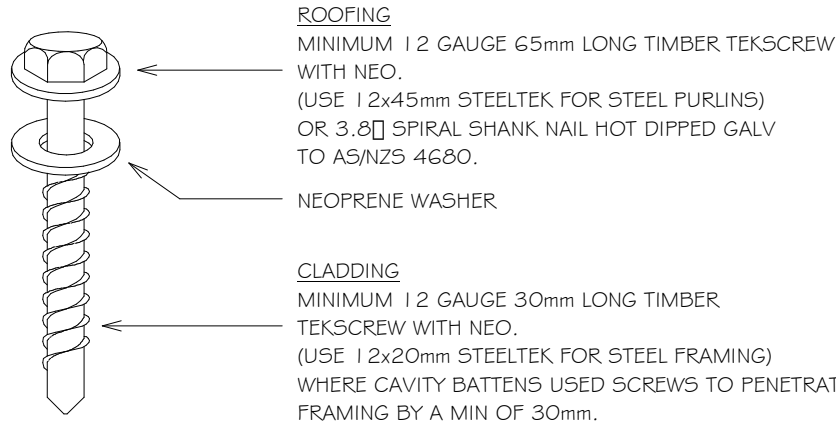 ROOFING
MINIMUM 12 GAUGE 65mm LONG TIMBER TEKSCREW
WITH NEO.
(USE 12x45mm STEELTEK FOR STEEL PURLINS)
OR 3.8▯ SPIRAL SHANK NAIL HOT DIPPED GALV
TO AS/NZS 4680.
NEOPRENE WASHER
CLADDING
MINIMUM 12 GAUGE 30mm LONG TIMBER
TEKSCREW WITH NEO.
(USE 12x20mm STEELTEK FOR STEEL FRAMING)
WHERE CAVITY BATTENS USED SCREWS TO PENETRAT
FRAMING BY A MIN OF 30mm.